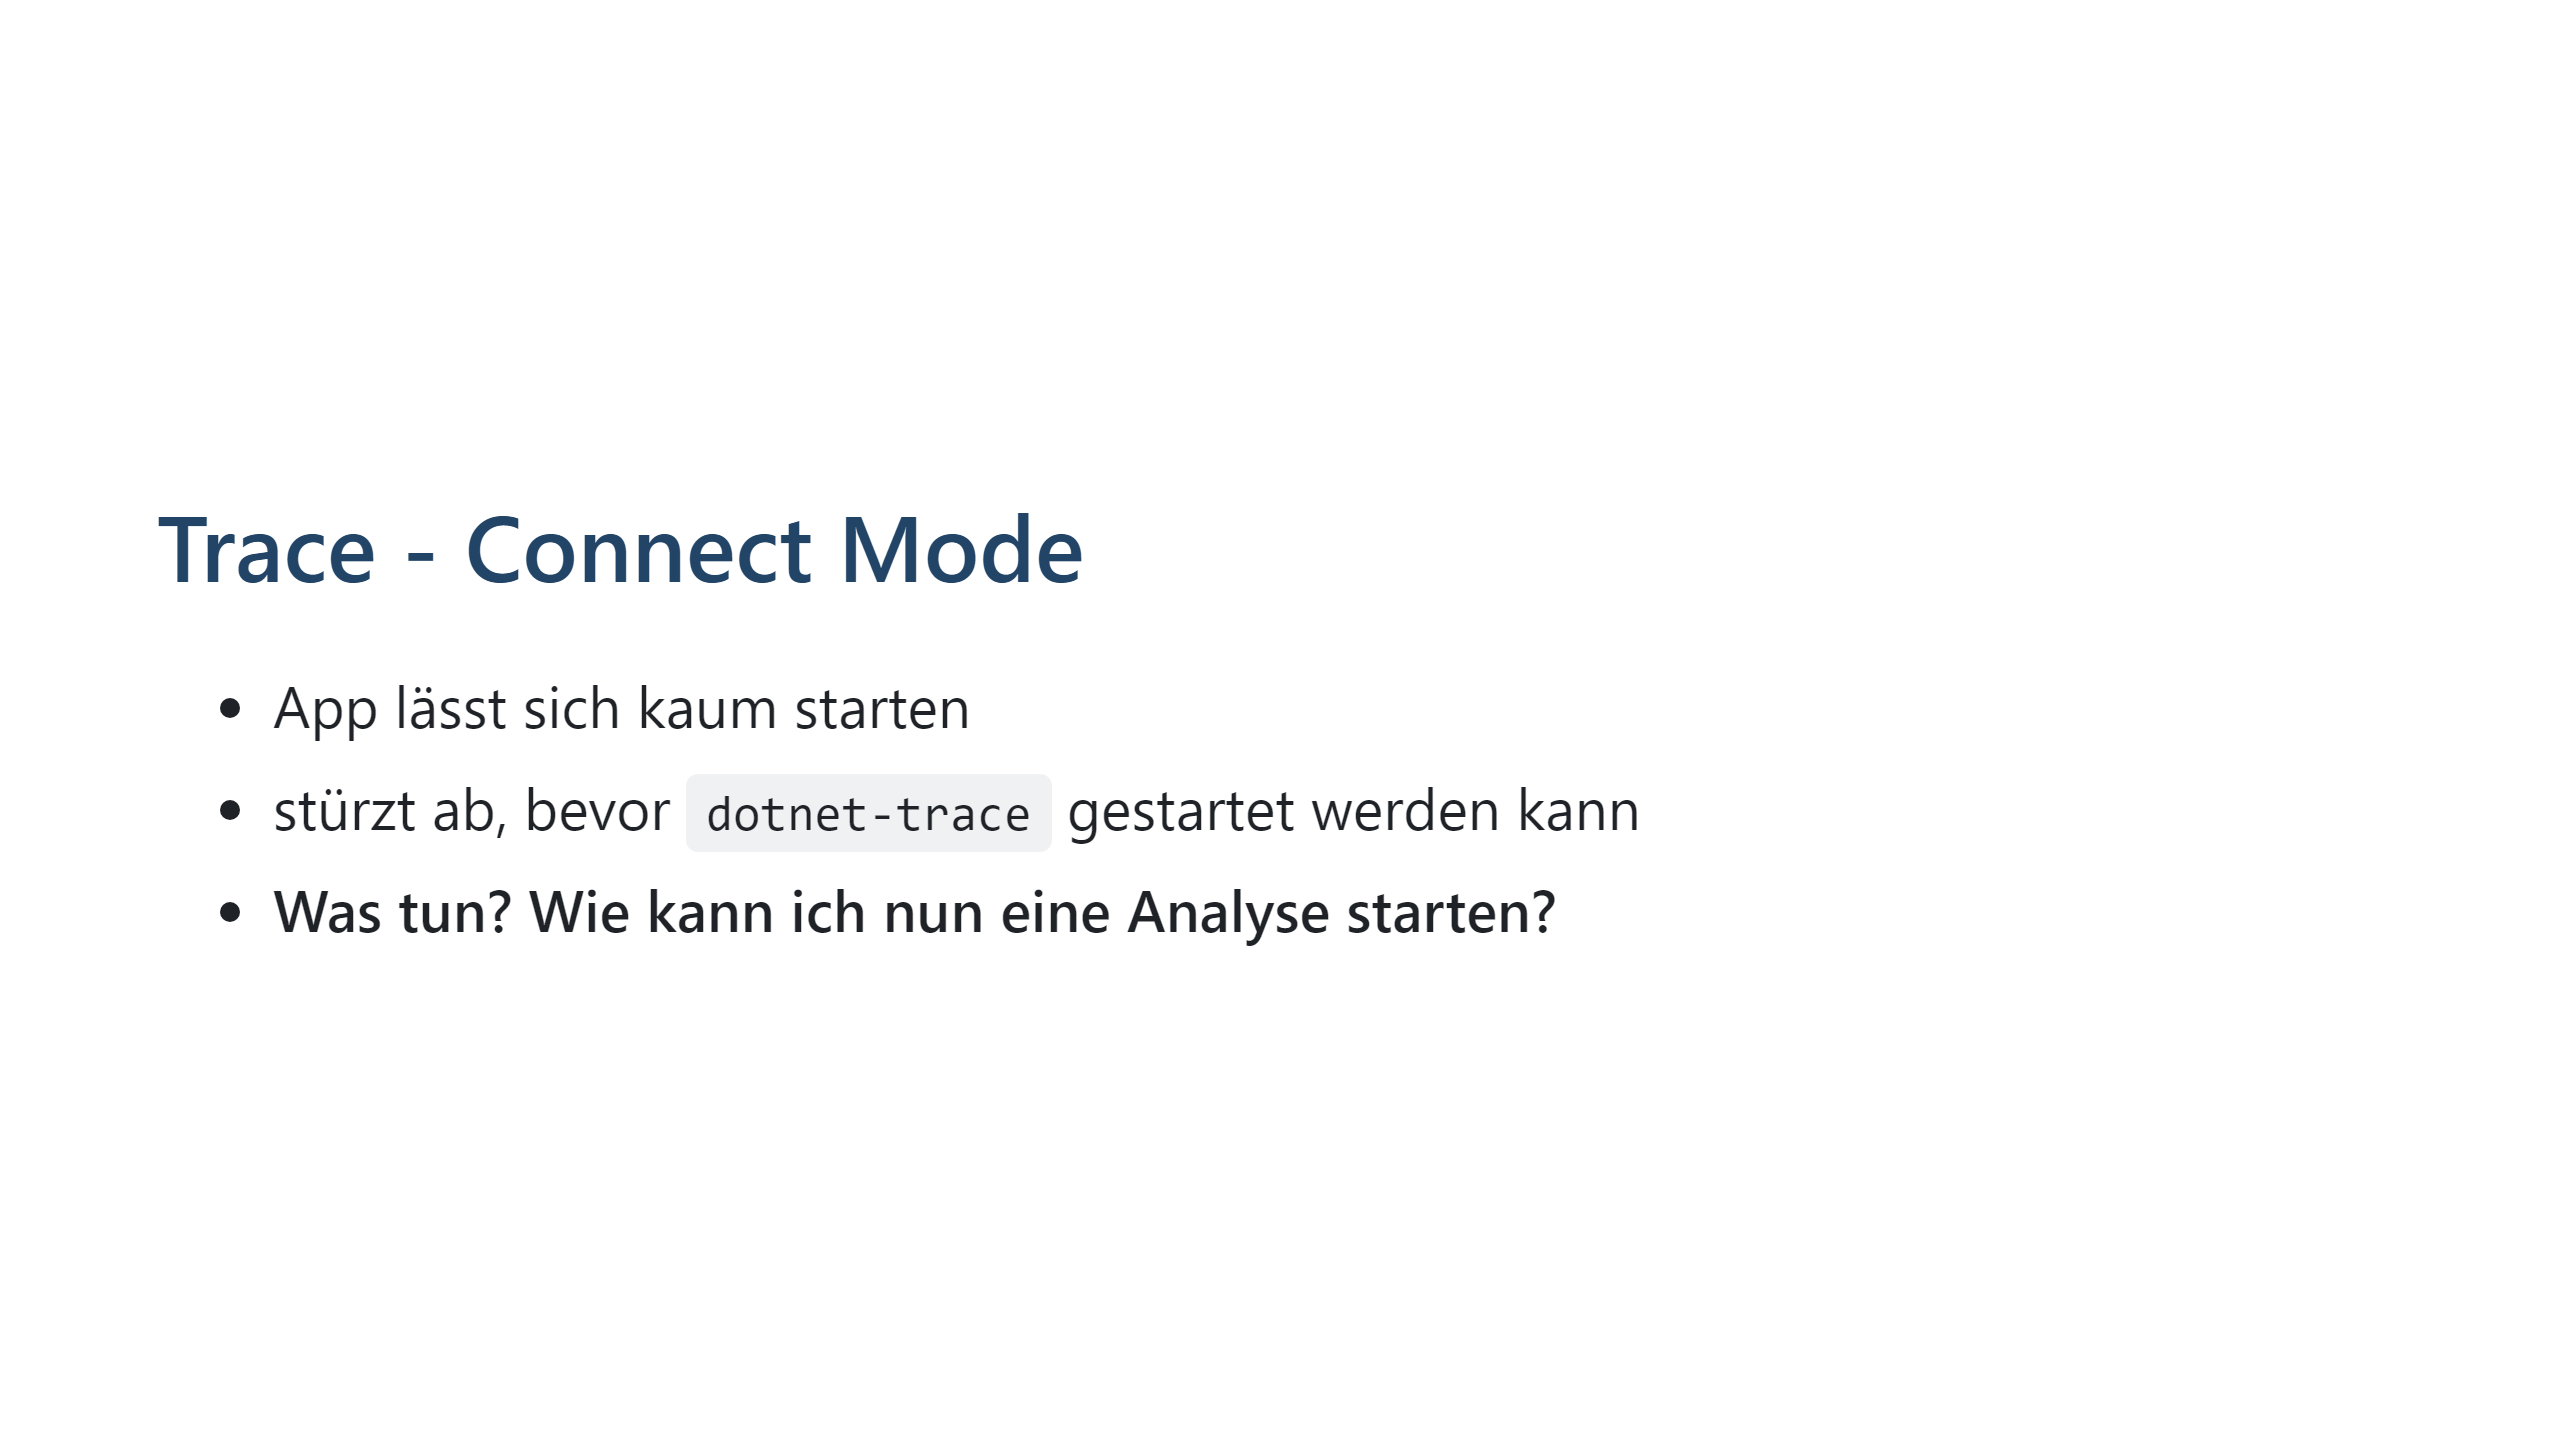 Trace - Connect Mode
App lässt sich kaum starten
stürzt ab, bevor dotnet-trace gestartet werden kann
Was tun? Wie kann ich nun eine Analyse starten?